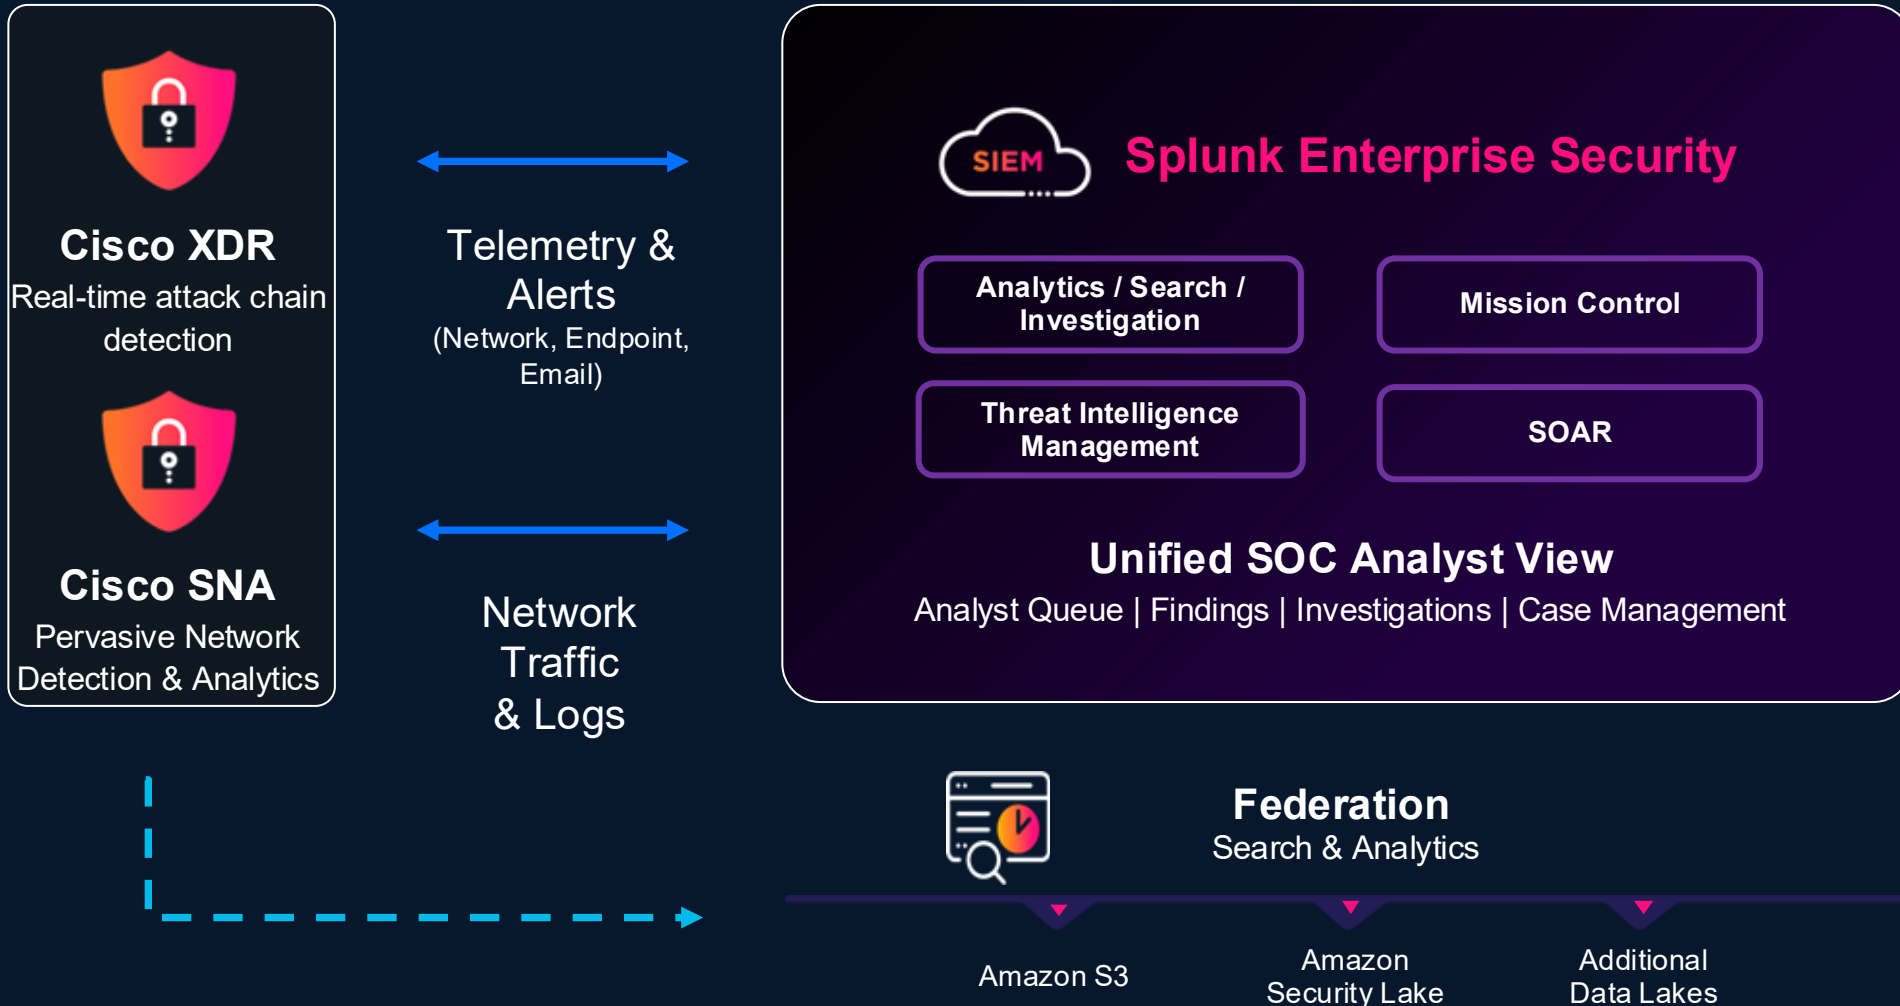 Cisco XDR
Real-time attack chain
detection
Cisco SNA
Pervasive Network
Detection & Analytics
Telemetry &
Alerts
(Network, Endpoint,
Email)
Network
Traffic
& Logs
SIEM
Splunk Enterprise Security
Analytics / Search /
Investigation
Mission Control
Threat Intelligence
Management
SOAR
Unified SOC Analyst View
Analyst Queue | Findings | Investigations | Case Management
Federation
Search & Analytics
Amazon S3
Amazon
Security Lake
Additional
Data Lakes